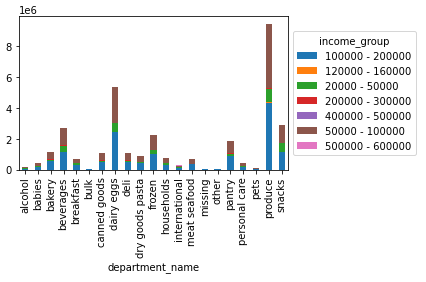 1e6
8
6
4
2
0
alcohol
babies
bakery
beverages
breakfast
bulk
canned goods
dairy eggs
deli
dry goods pasta
frozen
households
international
meat seafood
missing
other
pantry
personal care
pets
produce
snacks
department_name
income_group
100000 - 200000
120000 - 160000
20000 - 50000
200000 - 300000
400000 - 500000
50000 - 100000
500000 - 600000